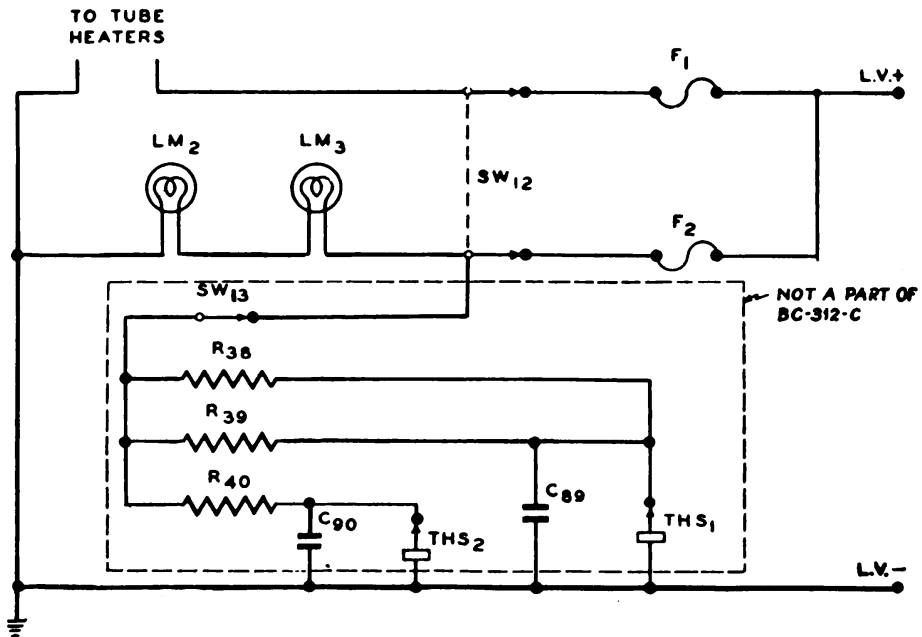 TO TUBE
HEATERS
F1
L.V.+
LM2
LM3
SW12
F2
SW13
NOT A PART OF
BC-312-C
R38
R39
R40
C90
THS2
C89
THS1
L.V.-